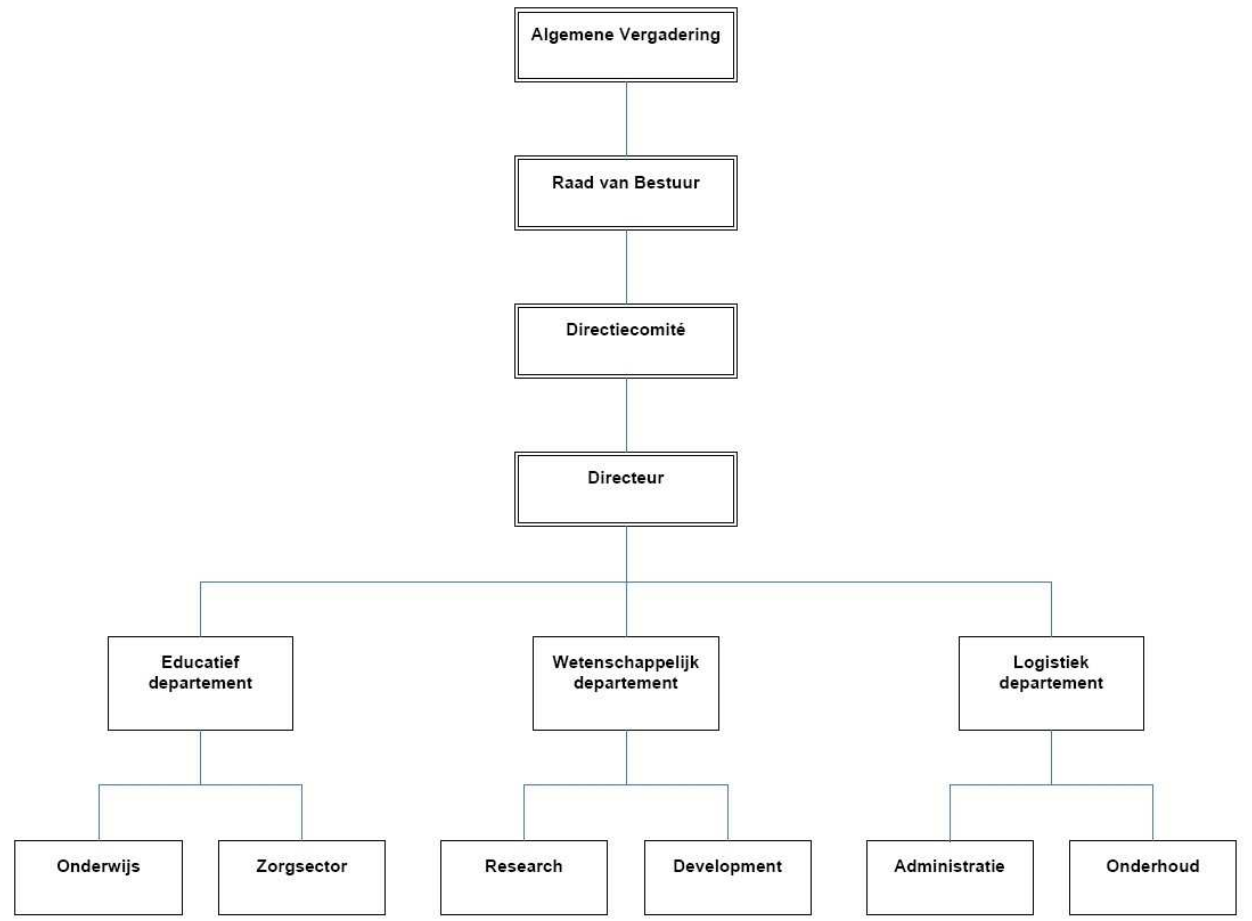 Algemene Vergadering
Raad van Bestuur
Directiecomité
Directeur
Educatief
departement
Wetenschappelijk
departement
Logistiek
departement
Onderwijs
Zorgsector
Research
Development
Administratie
Onderhoud